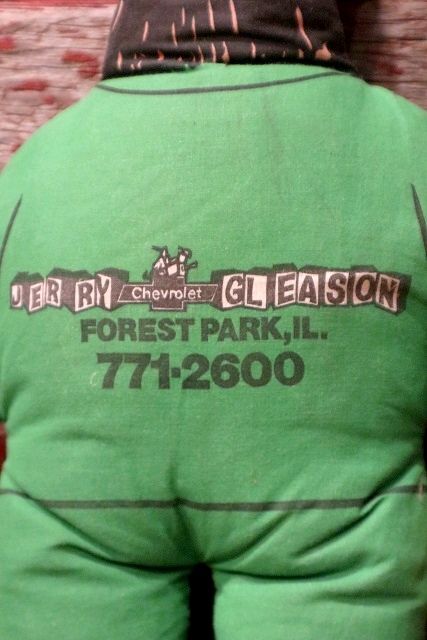 JERRY Chevrolet GLEASON
FOREST PARK, IL.
771-2600